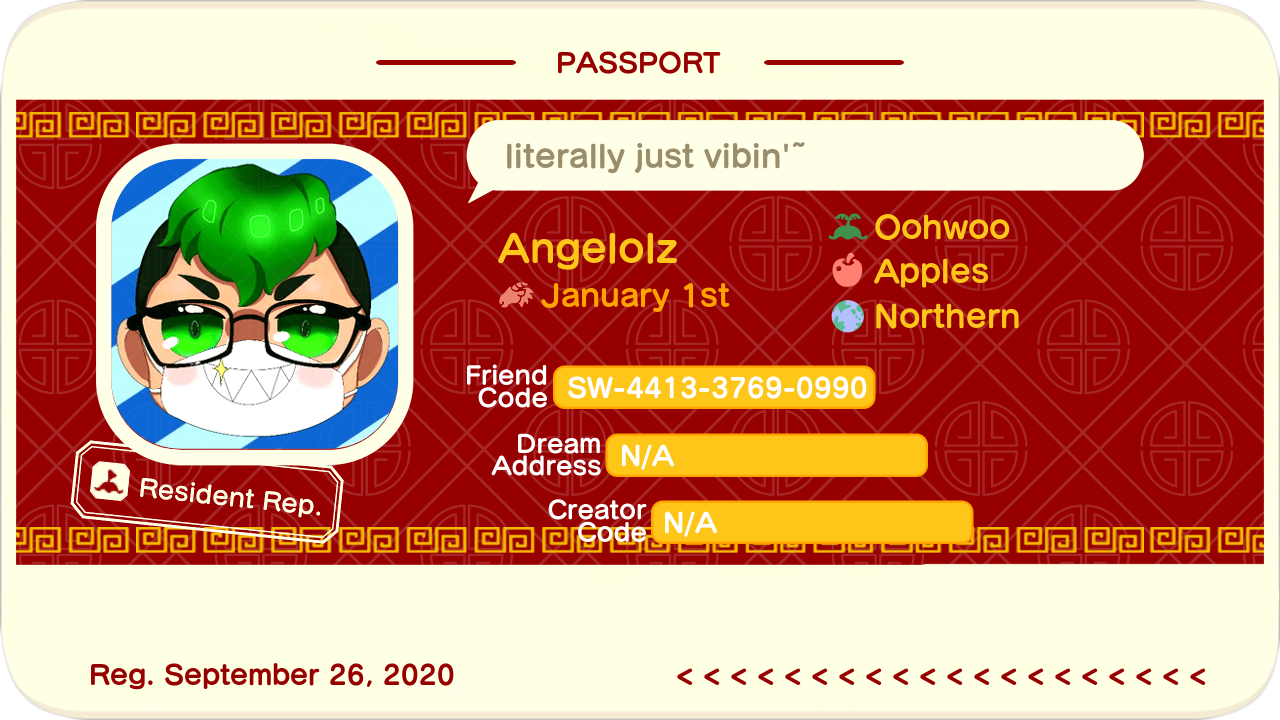 PASSPORT
literally just vibin'˜
Angelolz
January 1st
Oohwoo
Apples
Northern
Friend
Code
SW-4413-3769-0990
Dream
Address
N/A
Creator
Code
N/A
Resident Rep.
Reg. September 26, 2020
< < < < < < < < < < < < < < < < < < < <